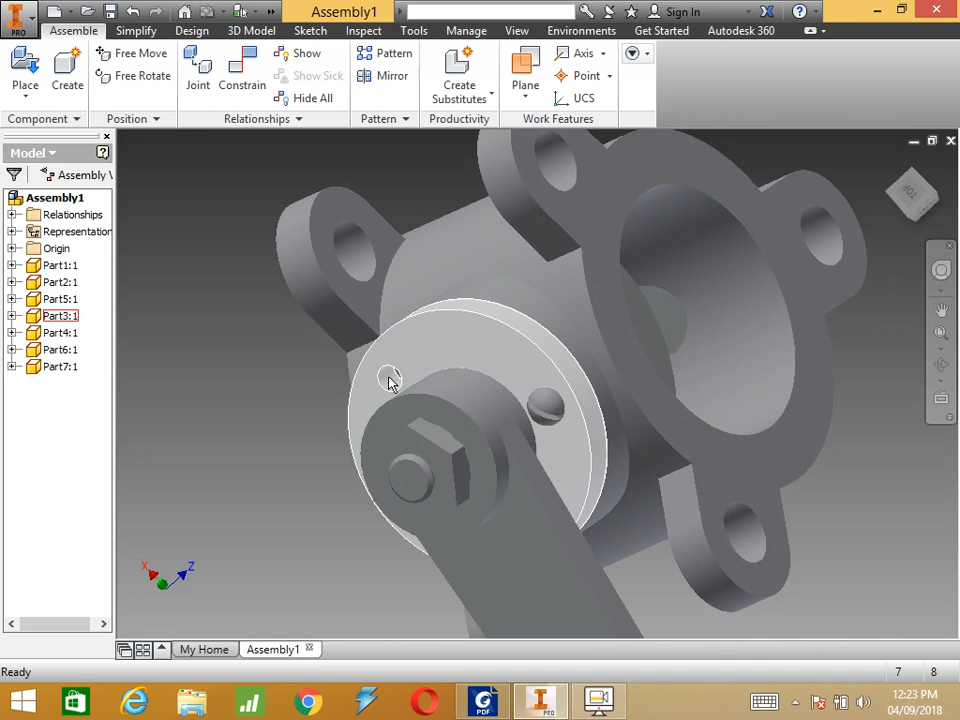 Assembly1
Sign In
PRO
Assemble Simplify Design 3D Model Sketch Inspect Tools Manage View Environments Get Started Autodesk 360
Place Create Free Move Free Rotate Joint Constrain Show Show Sick Hide All Pattern Mirror Create Substitutes Plane Axis Point UCS
Component Position Relationships Pattern Productivity Work Features
Model
Assembly V
Assembly1
Relationships
Representation
Origin
Part1:1
Part2:1
Part5:1
Part3:1
Part4:1
Part6:1
Part7:1
TOP
X Z
My Home Assembly1
Ready 7 8
PDF PRO
12:23 PM
04/09/2018